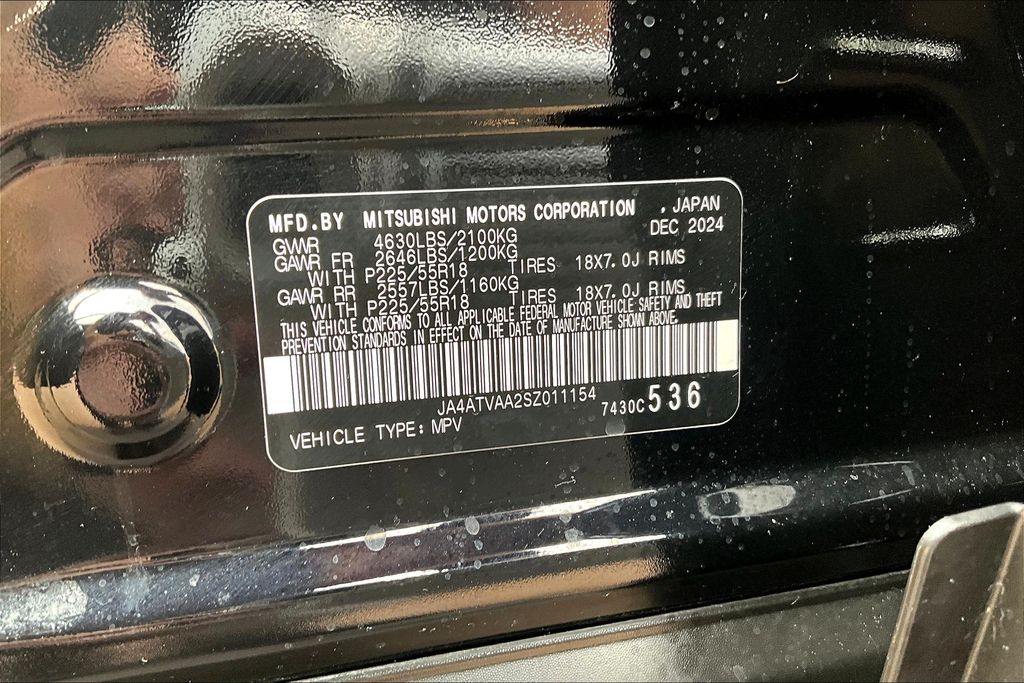 MFD.BY MITSUBISHI MOTORS CORPORATION , JAPAN
DEC 2024
GVWR 4630LBS/2100KG
GAWR FR 2646LBS/1200KG
WITH P225/55R18 TIRES 18X7.0J RIMS
GAWR RR 2557LBS/1160KG
WITH P225/55R18 TIRES 18X7.0J RIMS
THIS VEHICLE CONFORMS TO ALL APPLICABLE FEDERAL MOTOR VEHICLE SAFETY AND THEFT
PREVENTION STANDARDS IN EFFECT ON THE DATE OF MANUFACTURE SHOWN ABOVE.
JA4ATVAA2SZ011154
7430C 536
VEHICLE TYPE: MPV